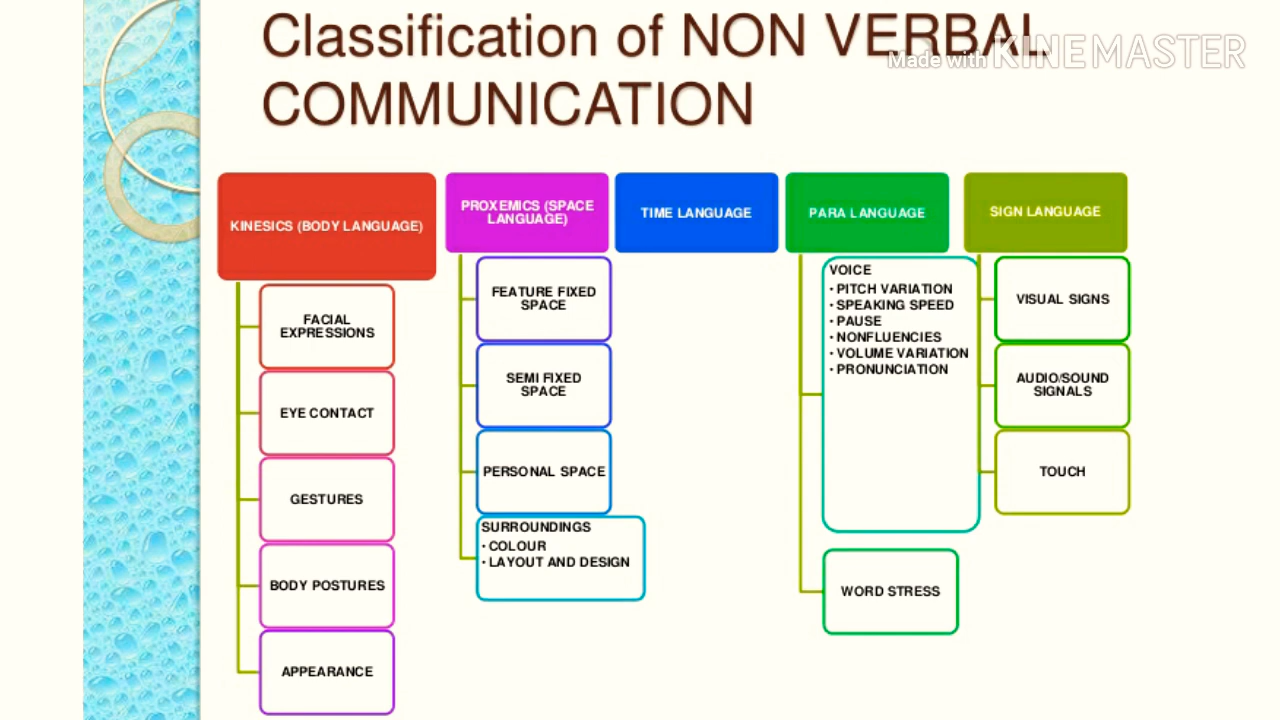 Classification of NON VERBAL
COMMUNICATION
Made with KINEMASTER
KINESICS (BODY LANGUAGE)
FACIAL
EXPRESSIONS
EYE CONTACT
GESTURES
BODY POSTURES
APPEARANCE
PROXEMICS (SPACE
LANGUAGE)
FEATURE FIXED
SPACE
SEMI FIXED
SPACE
PERSONAL SPACE
SURROUNDINGS
• COLOUR
• LAYOUT AND DESIGN
TIME LANGUAGE
PARA LANGUAGE
VOICE
• PITCH VARIATION
• SPEAKING SPEED
• PAUSE
• NONFLUENCIES
• VOLUME VARIATION
• PRONUNCIATION
WORD STRESS
SIGN LANGUAGE
VISUAL SIGNS
AUDIO/SOUND
SIGNALS
TOUCH